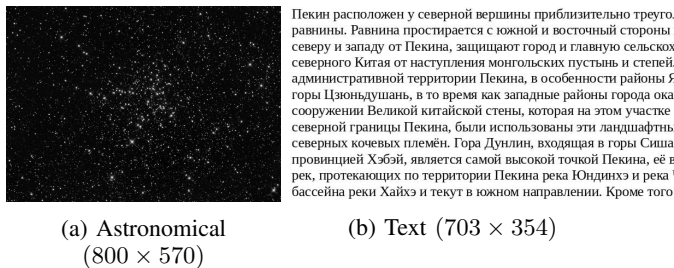 Пекин расположен у северной вершины приблизительно треугол
равнины. Равнина простирается с южной и восточный стороны
северу и западу от Пекина, защищают город и главную сельскох
северного Китая от наступления монгольских пустынь и степей.
административной территории Пекина, в особенности районы Я
горы Цзюньдушань, в то время как западные районы города ока
сооружении Великой китайской стены, которая на этом участке
северной границы Пекина, были использованы эти ландшафтны
северных кочевых племён. Гора Дунлин, входящая в горы Сиша
провинцией Хэбэй, является самой высокой точкой Пекина, её в
рек, протекающих по территории Пекина река Юндинхэ и река
бассейна реки Хайхэ и текут в южном направлении. Кроме того
(a) Astronomical
(800 × 570)
(b) Text (703 × 354)